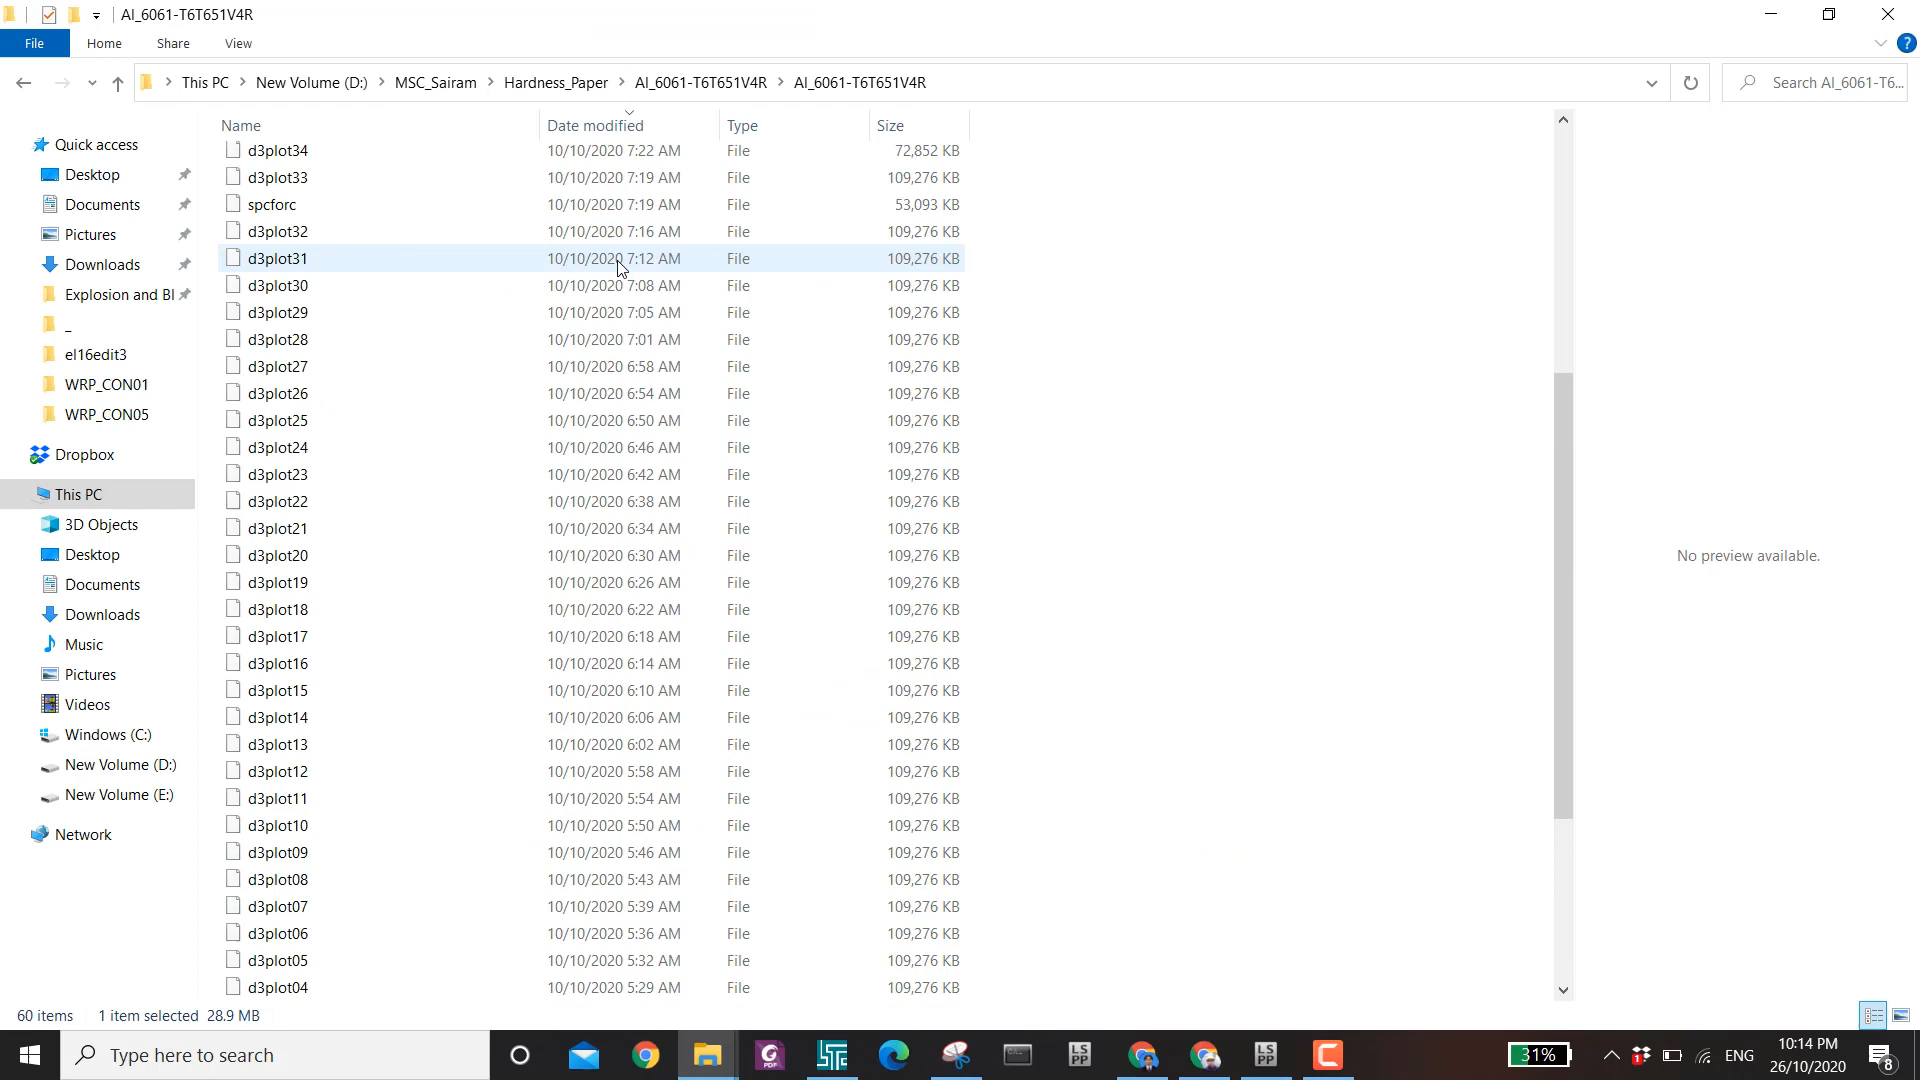 AI_6061-T6T651V4R
File Home Share View
This PC New Volume (D:) MSC_Sairam Hardness_Paper AI_6061-T6T651V4R AI_6061-T6T651V4R
Search AI_6061-T6...
Name Date modified Type Size
d3plot34 10/10/2020 7:22 AM File 72,852 KB
d3plot33 10/10/2020 7:19 AM File 109,276 KB
spcforc 10/10/2020 7:19 AM File 53,093 KB
d3plot32 10/10/2020 7:16 AM File 109,276 KB
d3plot31 10/10/2020 7:12 AM File 109,276 KB
d3plot30 10/10/2020 7:08 AM File 109,276 KB
d3plot29 10/10/2020 7:05 AM File 109,276 KB
d3plot28 10/10/2020 7:01 AM File 109,276 KB
d3plot27 10/10/2020 6:58 AM File 109,276 KB
d3plot26 10/10/2020 6:54 AM File 109,276 KB
d3plot25 10/10/2020 6:50 AM File 109,276 KB
d3plot24 10/10/2020 6:46 AM File 109,276 KB
d3plot23 10/10/2020 6:42 AM File 109,276 KB
d3plot22 10/10/2020 6:38 AM File 109,276 KB
d3plot21 10/10/2020 6:34 AM File 109,276 KB
d3plot20 10/10/2020 6:30 AM File 109,276 KB
d3plot19 10/10/2020 6:26 AM File 109,276 KB
d3plot18 10/10/2020 6:22 AM File 109,276 KB
d3plot17 10/10/2020 6:18 AM File 109,276 KB
d3plot16 10/10/2020 6:14 AM File 109,276 KB
d3plot15 10/10/2020 6:10 AM File 109,276 KB
d3plot14 10/10/2020 6:06 AM File 109,276 KB
d3plot13 10/10/2020 6:02 AM File 109,276 KB
d3plot12 10/10/2020 5:58 AM File 109,276 KB
d3plot11 10/10/2020 5:54 AM File 109,276 KB
d3plot10 10/10/2020 5:50 AM File 109,276 KB
d3plot09 10/10/2020 5:46 AM File 109,276 KB
d3plot08 10/10/2020 5:43 AM File 109,276 KB
d3plot07 10/10/2020 5:39 AM File 109,276 KB
d3plot06 10/10/2020 5:36 AM File 109,276 KB
d3plot05 10/10/2020 5:32 AM File 109,276 KB
d3plot04 10/10/2020 5:29 AM File 109,276 KB
Quick access
Desktop
Documents
Pictures
Downloads
Explosion and Bl
_
el16edit3
WRP_CON01
WRP_CON05
Dropbox
This PC
3D Objects
Desktop
Documents
Downloads
Music
Pictures
Videos
Windows (C:)
New Volume (D:)
New Volume (E:)
Network
No preview available.
60 items 1 item selected 28.9 MB
Type here to search
PDF
LS
PP
LS
PP
31%
1
ENG
10:14 PM
26/10/2020
8